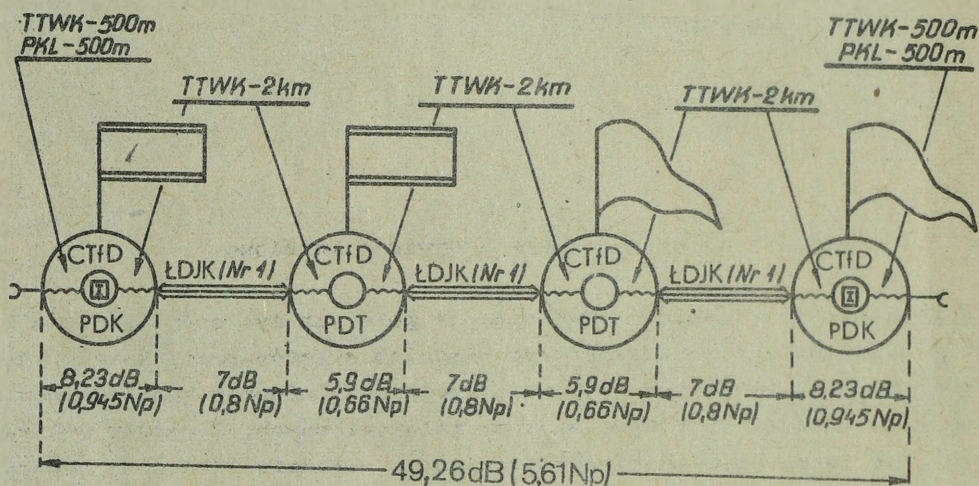 TTWK-500m
PKL-500m
TTWK-2km
TTWK-2km
TTWK-2km
TTWK-500m
PKL-500m
CTfD
PDK
ŁDJK (Nr 1)
CTfD
PDT
ŁDJK (Nr 1)
CTfD
PDT
ŁDJK (Nr 1)
CTfD
PDK
8,23dB
(0,945Np)
7dB
(0,8Np)
5,9dB
(0,66Np)
7dB
(0,8Np)
5,9dB
(0,66Np)
7dB
(0,8Np)
8,23dB
(0,945Np)
49,26dB (5,61Np)